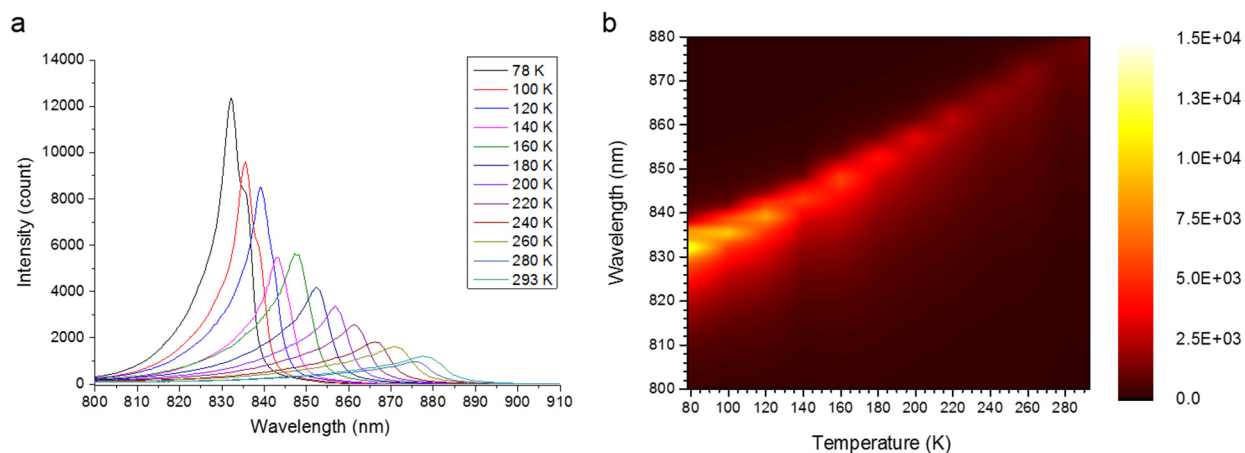 a
14000
12000
10000
8000
6000
4000
2000
0
Intensity (count)
800 810 820 830 840 852 860 870 880 890 900 910
Wavelength (nm)
78 K
100 K
120 K
140 K
160 K
180 K
200 K
220 K
240 K
260 K
280 K
293 K
b
880
870
860
850
840
830
820
810
800
Wavelength (nm)
80 100 120 140 160 180 200 220 240 260 280
Temperature (K)
1.5E+04
1.3E+04
1.0E+04
7.5E+03
5.0E+03
2.5E+03
0.0